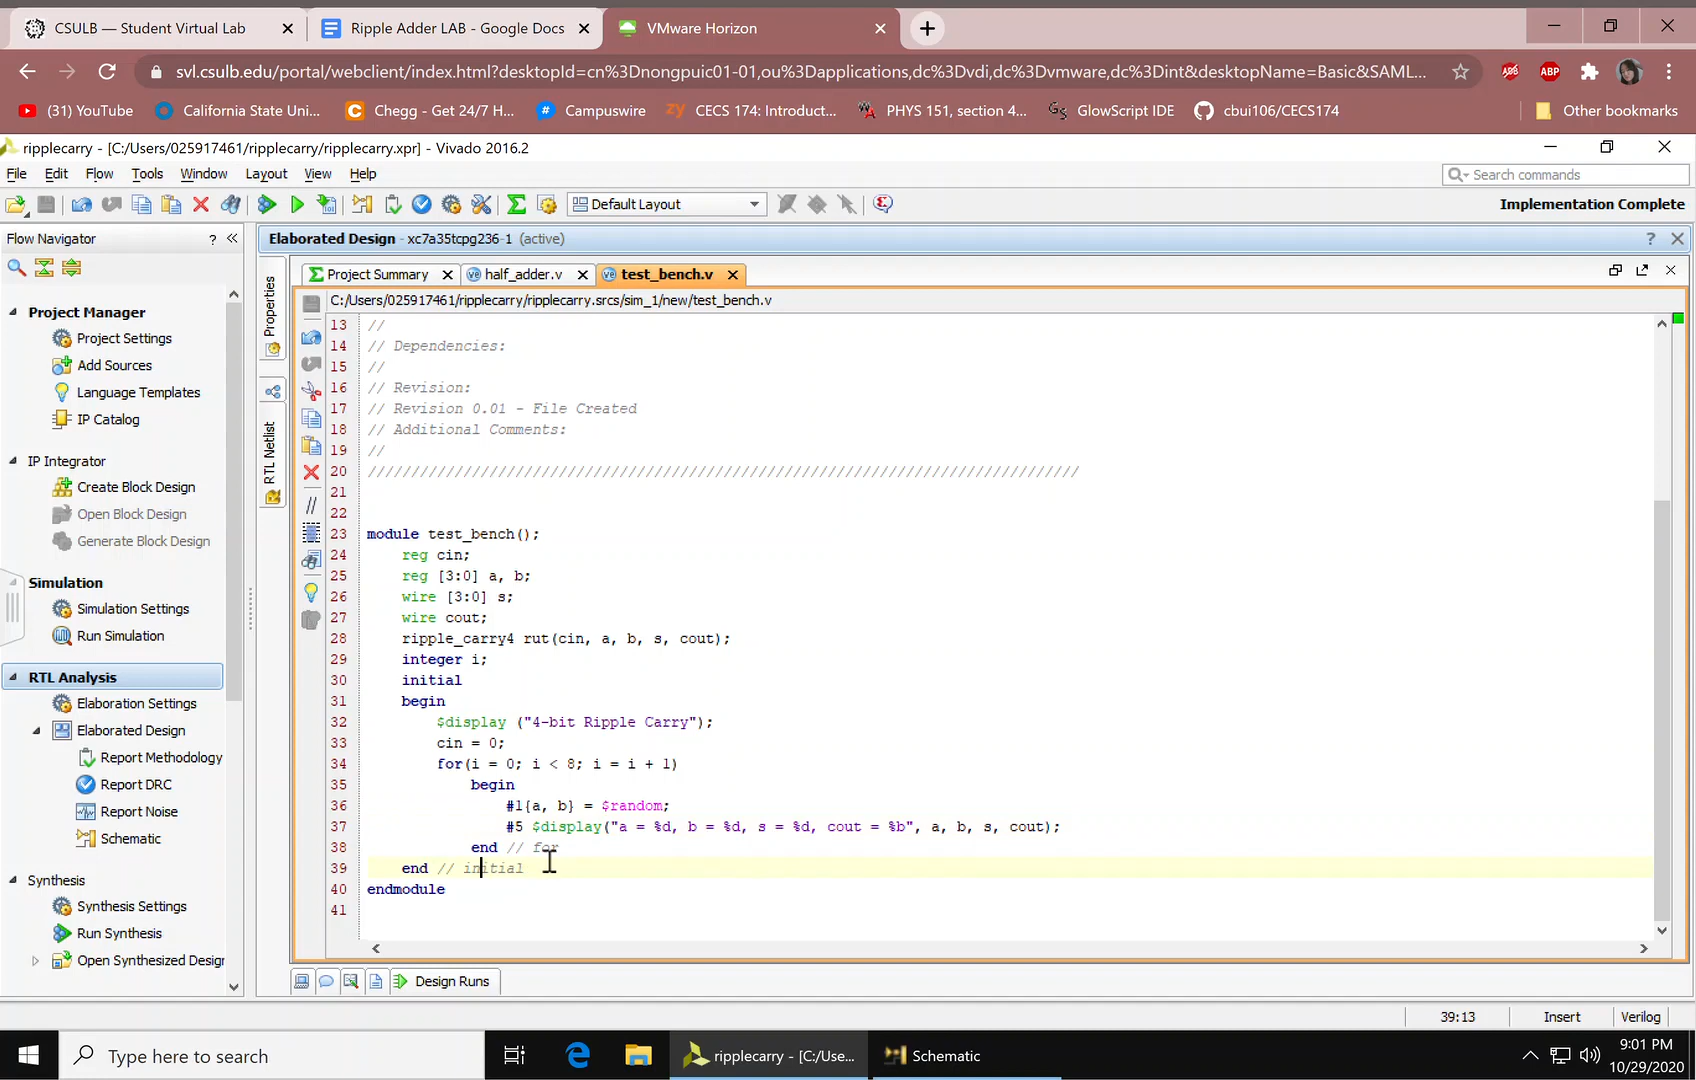 CSULB — Student Virtual Lab
Ripple Adder LAB - Google Docs
VMware Horizon
svl.csulb.edu/portal/webclient/index.html?desktopId=cn%3Dnongpuic01-01,ou%3Dapplications,dc%3Dvdi,dc%3Dvmware,dc%3Dint&desktopName=Basic&SAML...
(31) YouTube
California State Uni...
Chegg - Get 24/7 H...
Campuswire
CECS 174: Introduct...
PHYS 151, section 4...
GlowScript IDE
cbui106/CECS174
Other bookmarks
ripplecarry - [C:/Users/025917461/ripplecarry/ripplecarry.xpr] - Vivado 2016.2
File Edit Flow Tools Window Layout View Help
Search commands
Default Layout
Implementation Complete
Flow Navigator
Elaborated Design - xc7a35tcpg236-1 (active)
Project Summary
half_adder.v
test_bench.v
C:/Users/025917461/ripplecarry/ripplecarry.srcs/sim_1/new/test_bench.v
Project Manager
Project Settings
Add Sources
Language Templates
IP Catalog
IP Integrator
Create Block Design
Open Block Design
Generate Block Design
Simulation
Simulation Settings
Run Simulation
RTL Analysis
Elaboration Settings
Elaborated Design
Report Methodology
Report DRC
Report Noise
Schematic
Synthesis
Synthesis Settings
Run Synthesis
Open Synthesized Design
Properties
RTL Netlist
13 //
14 // Dependencies:
15 //
16 // Revision:
17 // Revision 0.01 - File Created
18 // Additional Comments:
19 //
20 //////////////////////////////////////////////////////////////////////////////////
21
22
23 module test_bench();
24 reg cin;
25 reg [3:0] a, b;
26 wire [3:0] s;
27 wire cout;
28 ripple_carry4 rut(cin, a, b, s, cout);
29 integer i;
30 initial
31 begin
32 $display ("4-bit Ripple Carry");
33 cin = 0;
34 for(i = 0; i < 8; i = i + 1)
35 begin
36 #1{a, b} = $random;
37 #5 $display("a = %d, b = %d, s = %d, cout = %b", a, b, s, cout);
38 end // for
39 end // initial
40 endmodule
41
Design Runs
39:13
Insert
Verilog
Type here to search
ripplecarry - [C:/Use...
Schematic
9:01 PM
10/29/2020